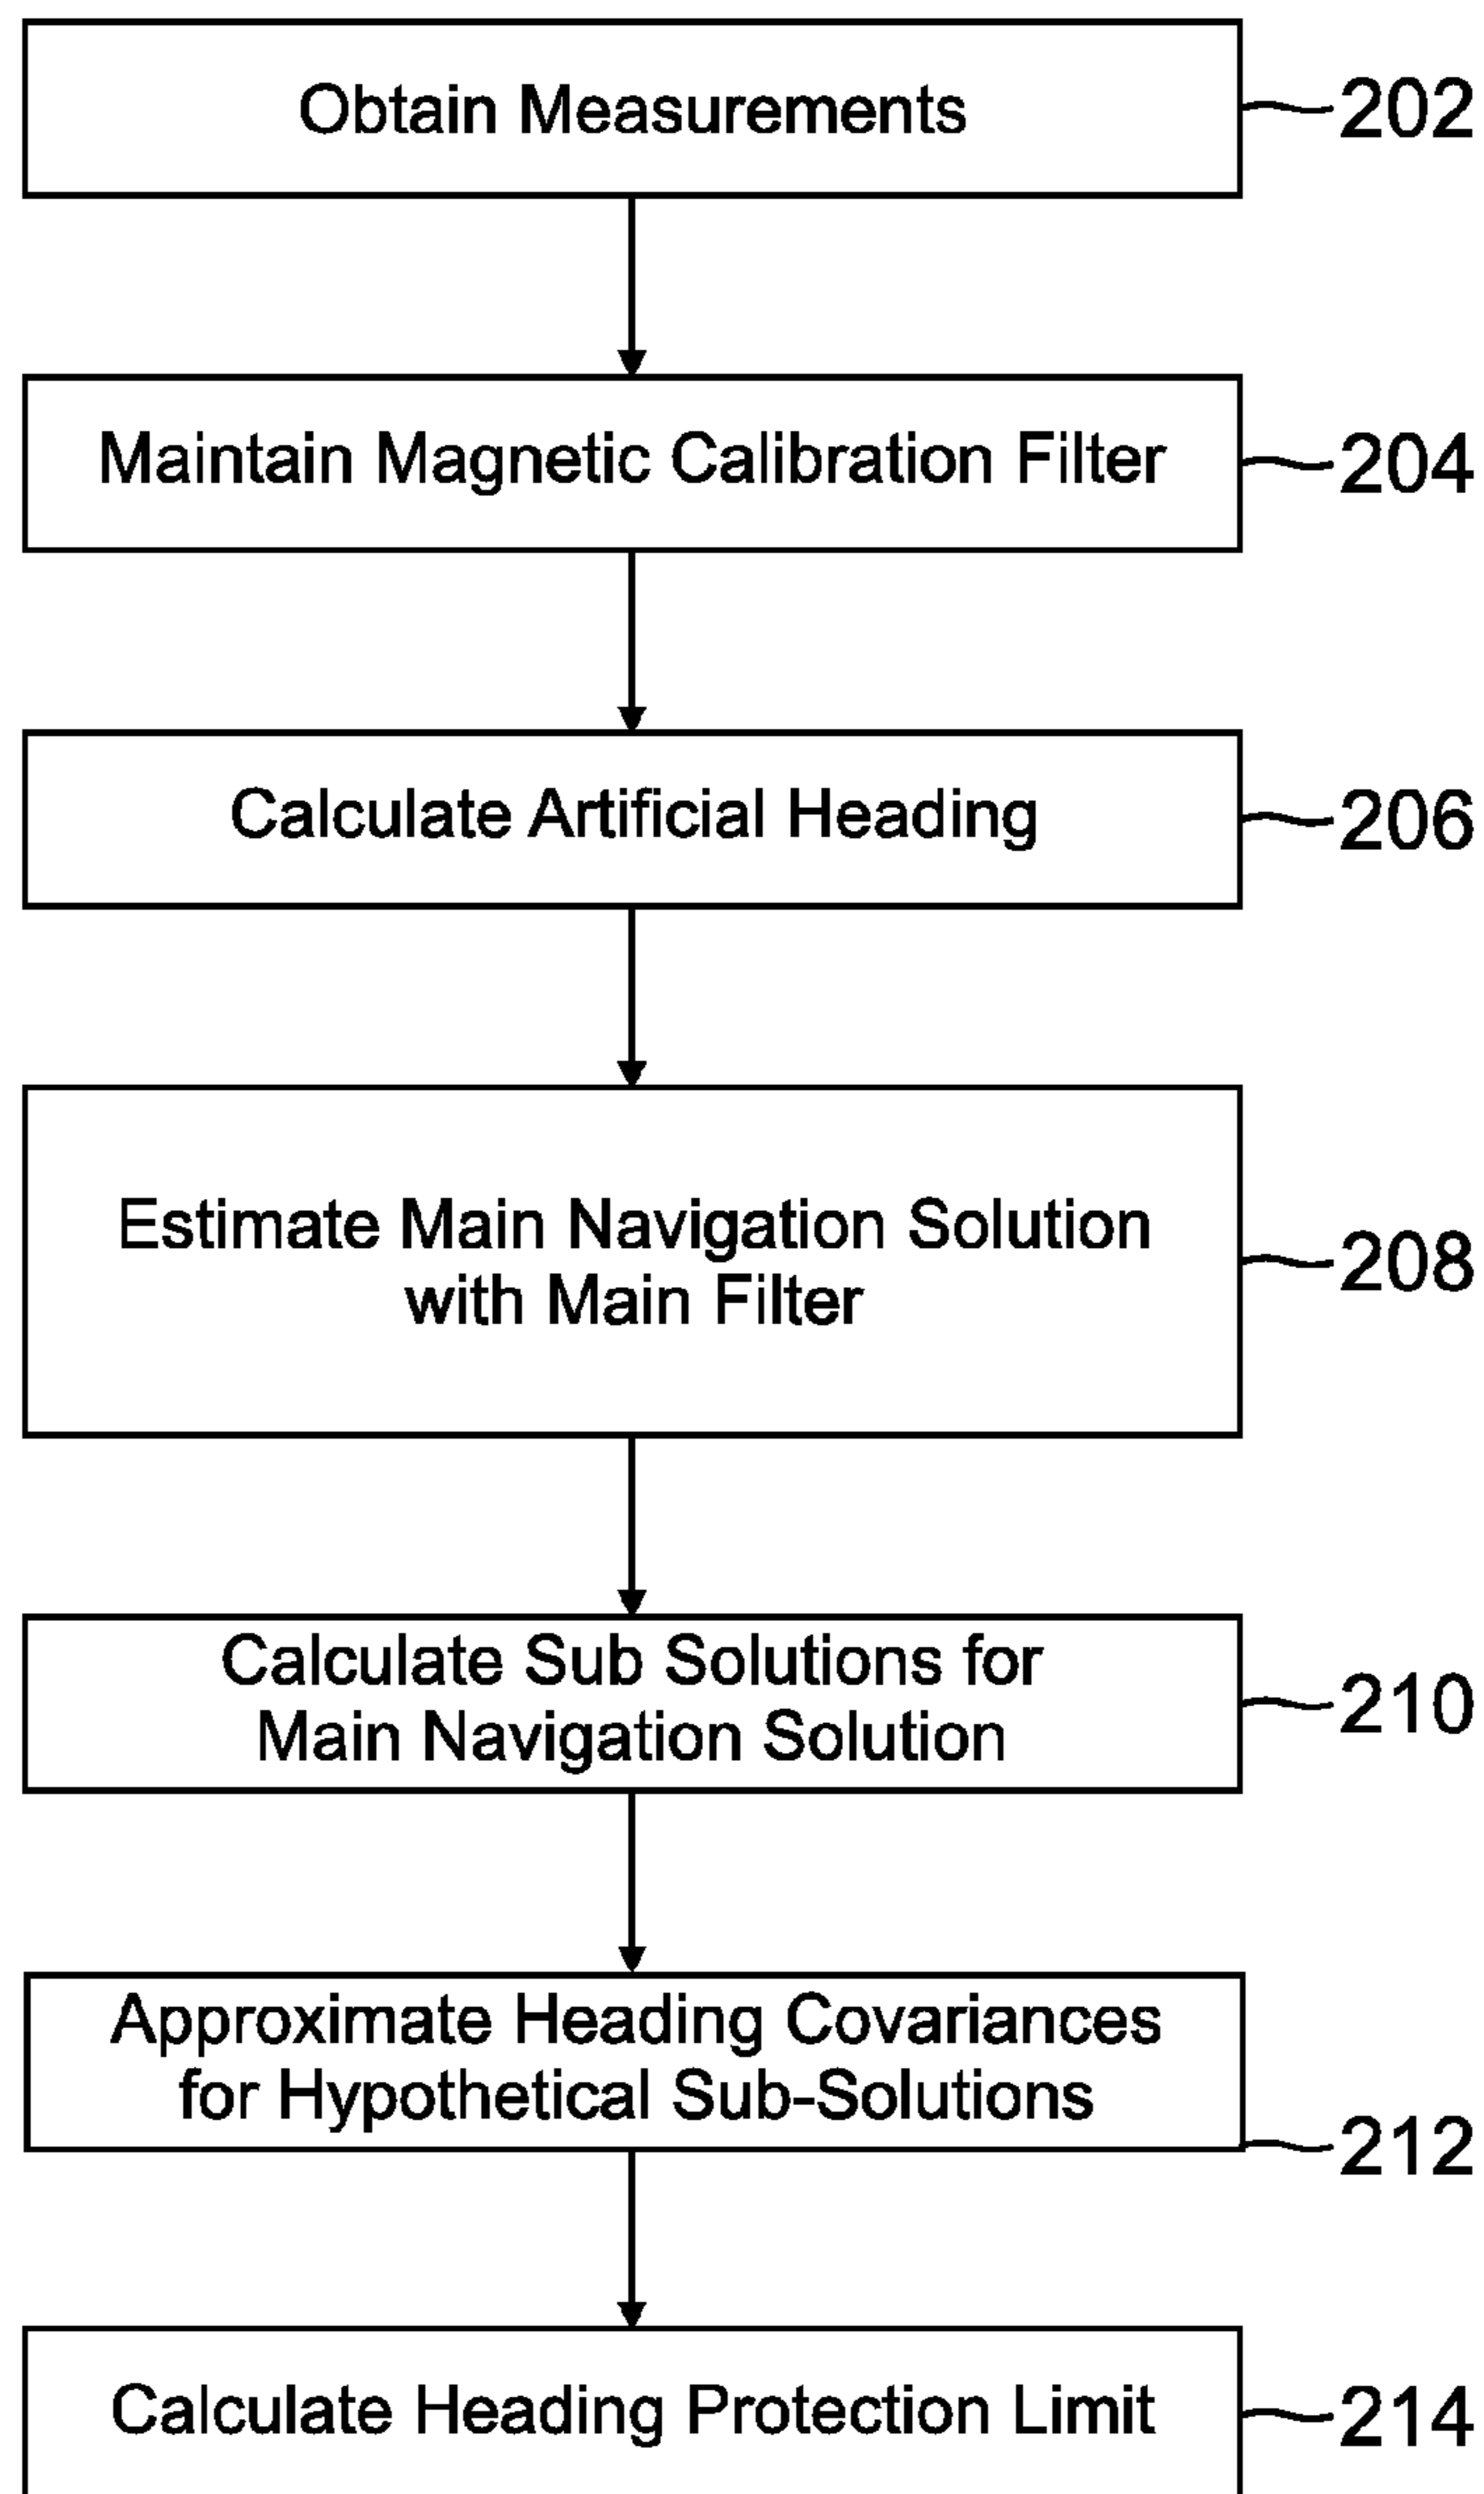 Obtain Measurements
202
Maintain Magnetic Calibration Filter
204
Calculate Artificial Heading
206
Estimate Main Navigation Solution
with Main Filter
208
Calculate Sub Solutions for
Main Navigation Solution
210
Approximate Heading Covariances
for Hypothetical Sub-Solutions
212
Calculate Heading Protection Limit
214